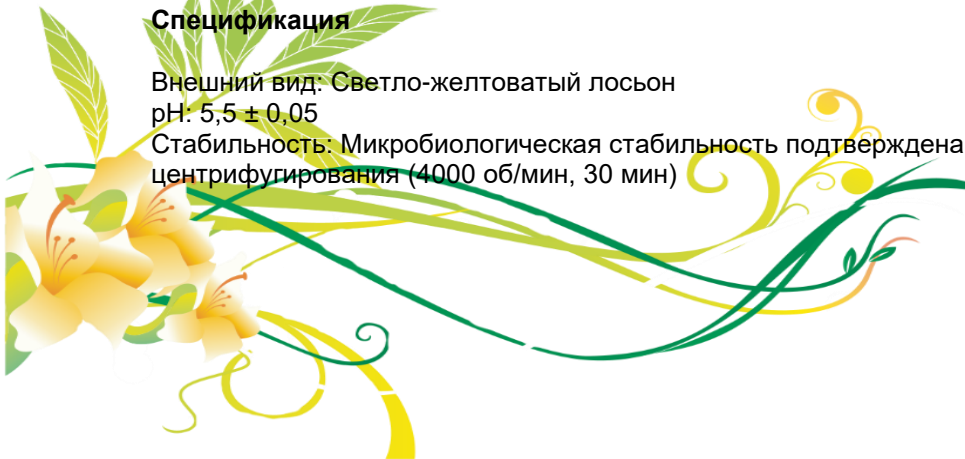 Спецификация
Внешний вид: Светло-желтоватый лосьон
pH: 5,5 ± 0,05
Стабильность: Микробиологическая стабильность подтверждена
центрифугирования (4000 об/мин, 30 мин)